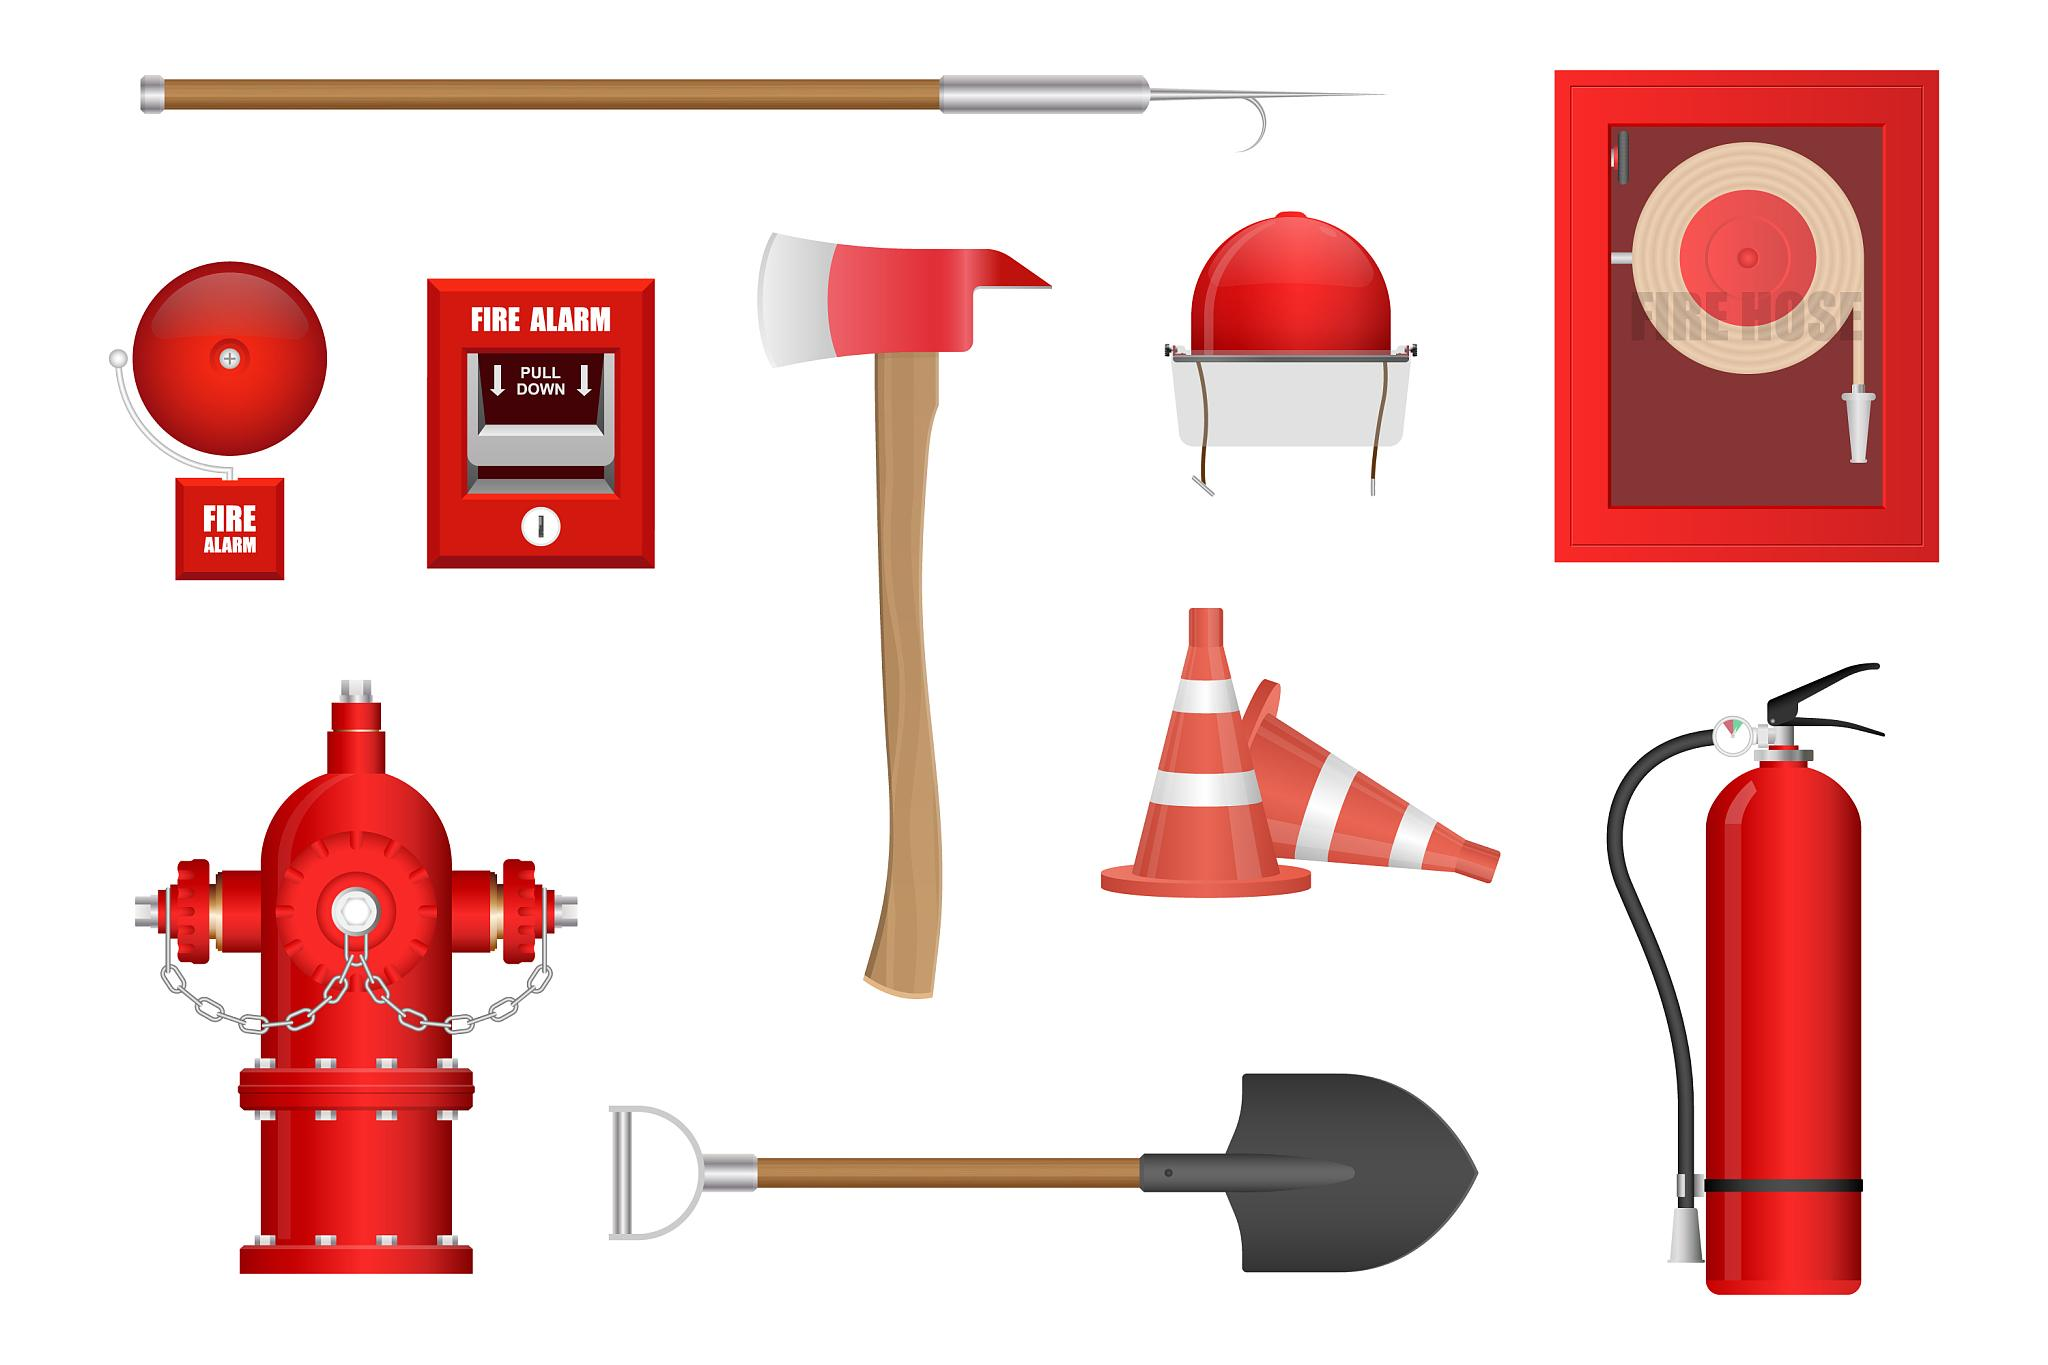 FIRE ALARM
PULL
DOWN
FIRE
ALARM
FIRE HOSE